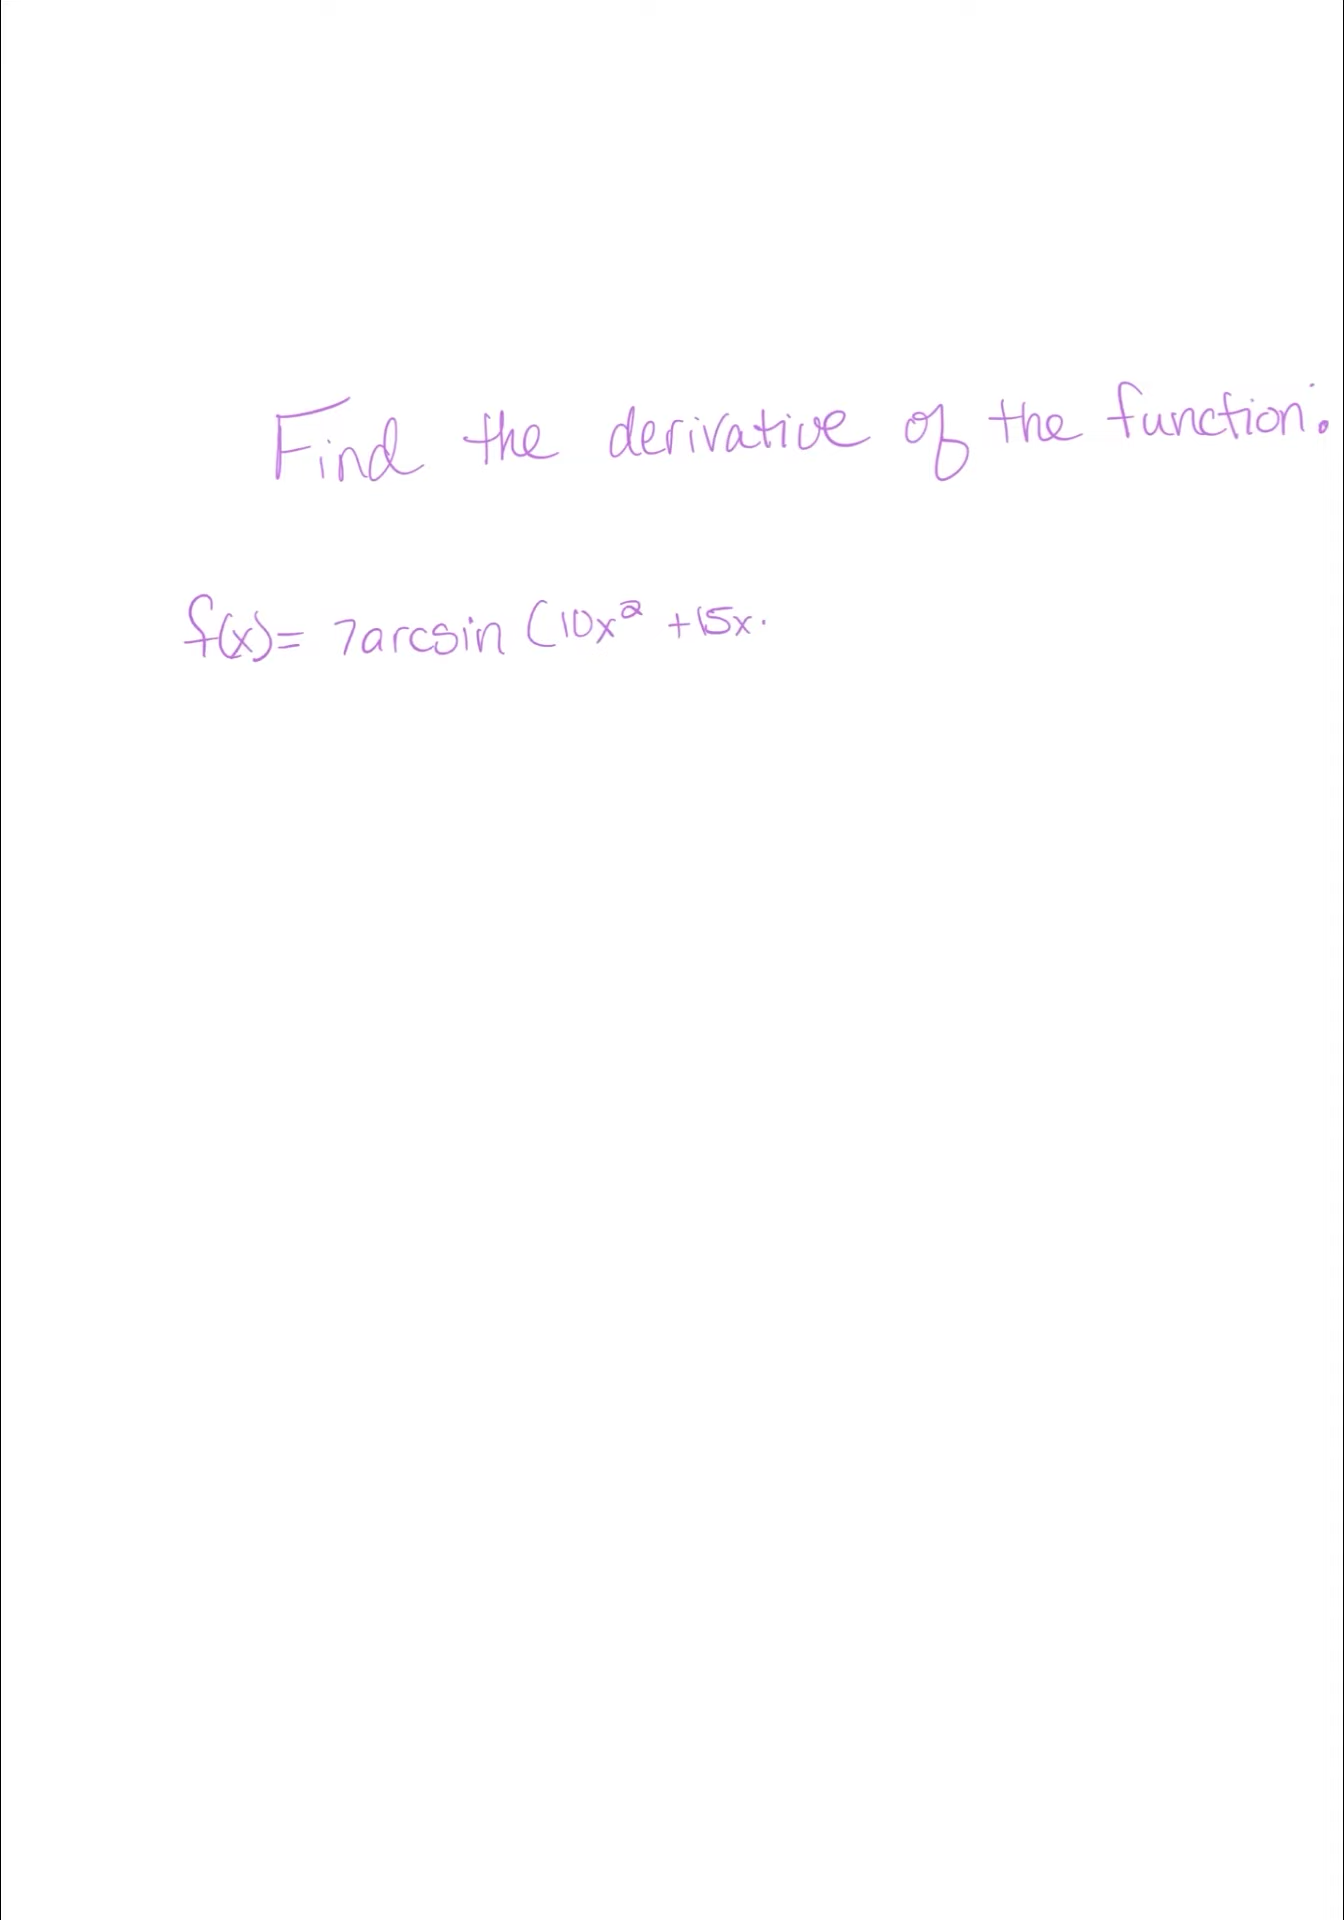 Find the derivative of the function:
f(x)= 7arcsin (10x² +15x.